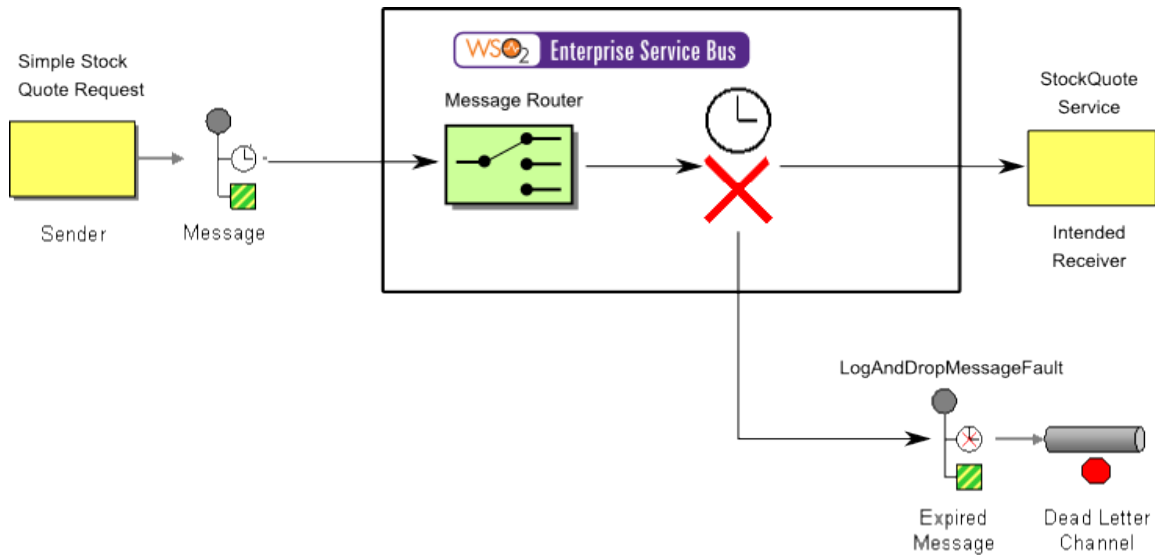 Simple Stock
Quote Request
Sender
Message
WSO2 Enterprise Service Bus
Message Router
StockQuote
Service
Intended
Receiver
LogAndDropMessageFault
Expired
Message
Dead Letter
Channel